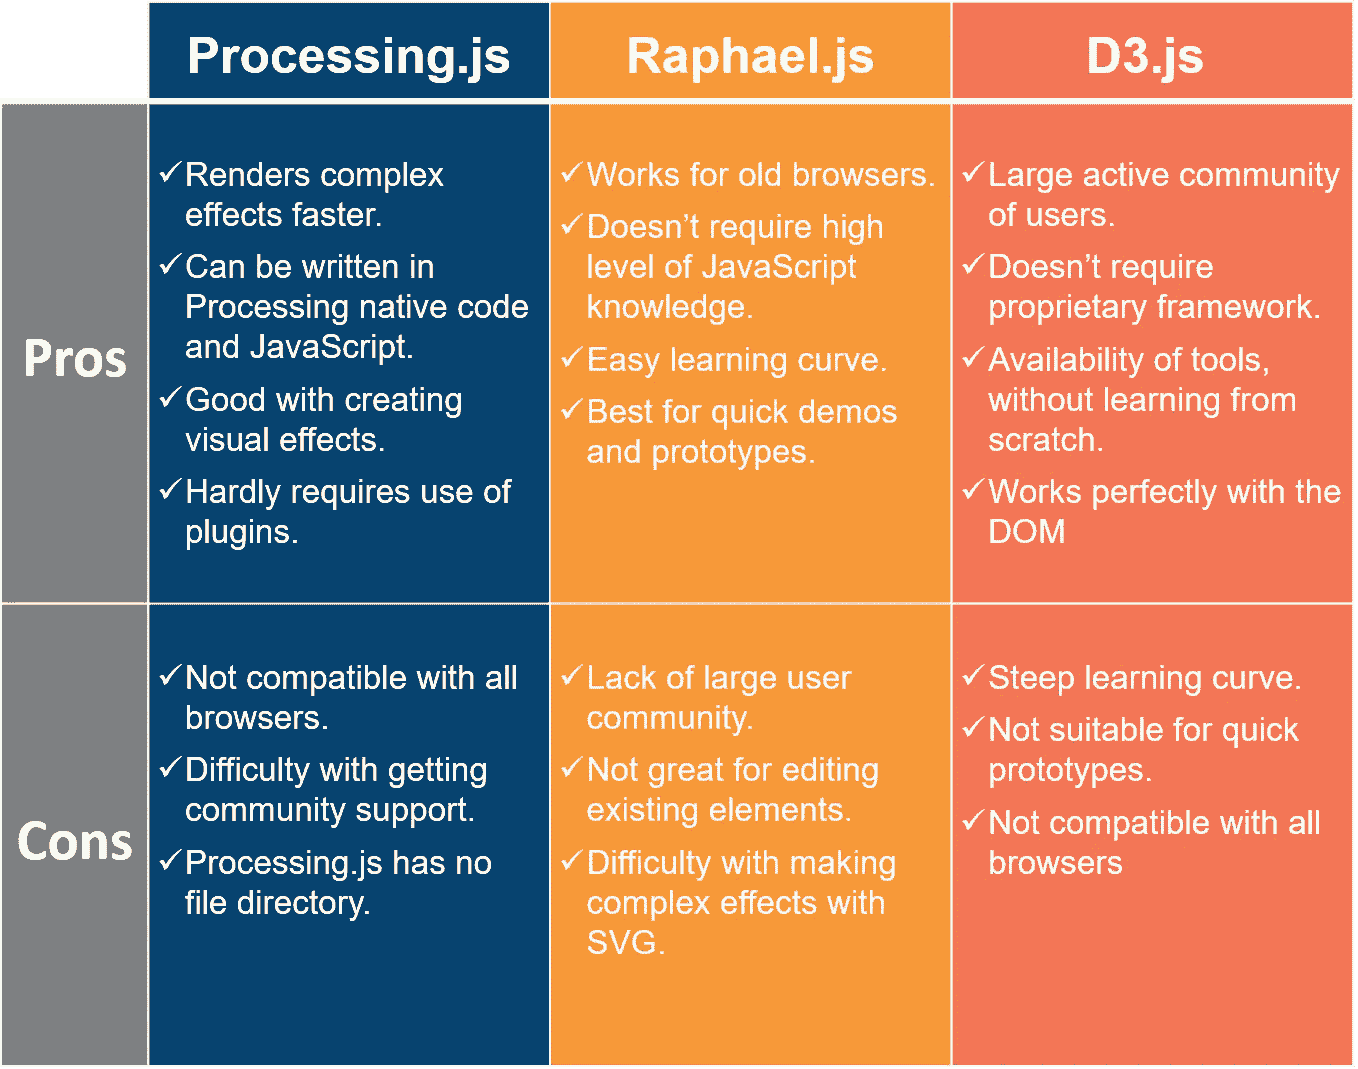 Processing.js
Raphael.js
D3.js
Pros
✓Renders complex
effects faster.
✓Can be written in
Processing native code
and JavaScript.
✓Good with creating
visual effects.
✓Hardly requires use of
plugins.
✓Works for old browsers.
✓Doesn’t require high
level of JavaScript
knowledge.
✓Easy learning curve.
✓Best for quick demos
and prototypes.
✓Large active community
of users.
✓Doesn’t require
proprietary framework.
✓Availability of tools,
without learning from
scratch.
✓Works perfectly with the
DOM
Cons
✓Not compatible with all
browsers.
✓Difficulty with getting
community support.
✓Processing.js has no
file directory.
✓Lack of large user
community.
✓Not great for editing
existing elements.
✓Difficulty with making
complex effects with
SVG.
✓Steep learning curve.
✓Not suitable for quick
prototypes.
✓Not compatible with all
browsers